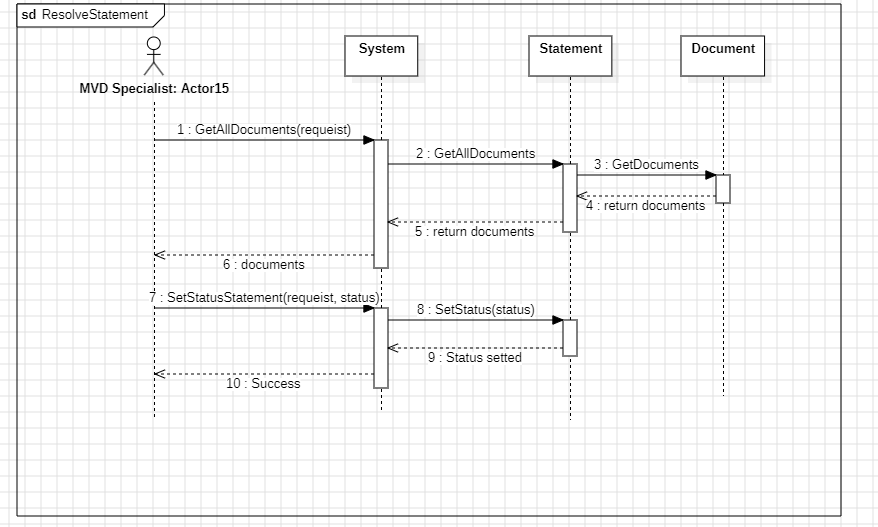 sd ResolveStatement
System
Statement
Document
MVD Specialist: Actor15
1 : GetAllDocuments(requeist)
2 : GetAllDocuments
3 : GetDocuments
4 : return documents
5 : return documents
6 : documents
7 : SetStatusStatement(requeist, status)
8 : SetStatus(status)
9 : Status setted
10 : Success